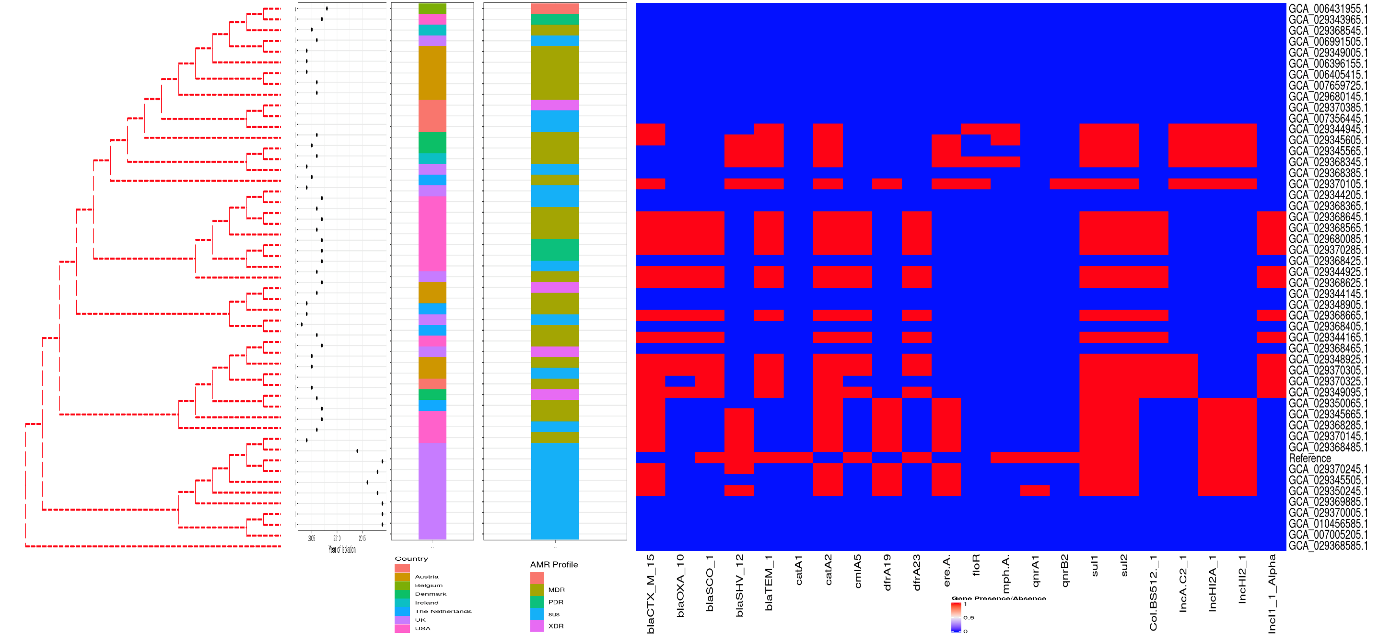 GCA_006431955.1
GCA_029343965.1
GCA_029368545.1
GCA_006991505.1
GCA_029349005.1
GCA_006396155.1
GCA_006405415.1
GCA_007659725.1
GCA_029680145.1
GCA_029370385.1
GCA_007356445.1
GCA_029344945.1
GCA_029345605.1
GCA_029345565.1
GCA_029368345.1
GCA_029368385.1
GCA_029370105.1
GCA_029344205.1
GCA_029368365.1
GCA_029368645.1
GCA_029368565.1
GCA_029680085.1
GCA_029370285.1
GCA_029368425.1
GCA_029344925.1
GCA_029368625.1
GCA_029344145.1
GCA_029348905.1
GCA_029368665.1
GCA_029368405.1
GCA_029344165.1
GCA_029368465.1
GCA_029348925.1
GCA_029370305.1
GCA_029370325.1
GCA_029349095.1
GCA_029350065.1
GCA_029345665.1
GCA_029368285.1
GCA_029370145.1
GCA_029368485.1
Reference
GCA_029370245.1
GCA_029345505.1
GCA_029350245.1
GCA_029369885.1
GCA_029370005.1
GCA_010456585.1
GCA_007005205.1
GCA_029368585.1
Year of Isolation
Country
Austria
Belgium
Denmark
Ireland
The Netherlands
UK
USA
AMR Profile
MDR
PDR
sus
XDR
blaCTX_M_15
blaOXA_10
blaSCO_1
blaSHV_12
blaTEM_1
catA1
catA2
cmlA5
dfrA19
dfrA23
ere.A.
floR
mph.A.
qnrA1
qnrB2
sul1
sul2
Col.BS512._1
IncA.C2_1
IncHI2A_1
IncHI2_1
IncI1_1_Alpha
Gene Presence/Absence
1
0.5
0